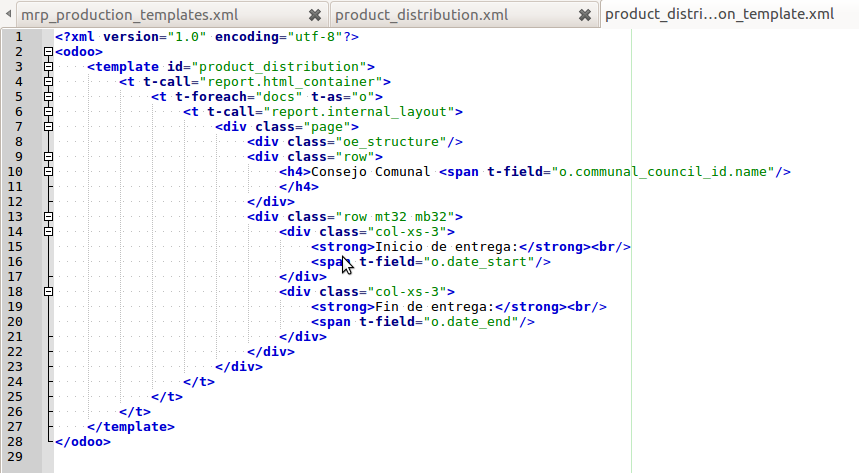 mrp_production_templates.xml product_distribution.xml product_distri...on_template.xml
1 <?xml version="1.0" encoding="utf-8"?>
2 <odoo>
3     <template id="product_distribution">
4         <t t-call="report.html_container">
5             <t t-foreach="docs" t-as="o">
6                 <t t-call="report.internal_layout">
7                     <div class="page">
8                         <div class="oe_structure"/>
9                         <div class="row">
10                             <h4>Consejo Comunal <span t-field="o.communal_council_id.name"/>
11                             </h4>
12                         </div>
13                         <div class="row mt32 mb32">
14                             <div class="col-xs-3">
15                                 <strong>Inicio de entrega:</strong><br/>
16                                 <span t-field="o.date_start"/>
17                             </div>
18                             <div class="col-xs-3">
19                                 <strong>Fin de entrega:</strong><br/>
20                                 <span t-field="o.date_end"/>
21                             </div>
22                         </div>
23                     </div>
24                 </t>
25             </t>
26         </t>
27     </template>
28 </odoo>
29